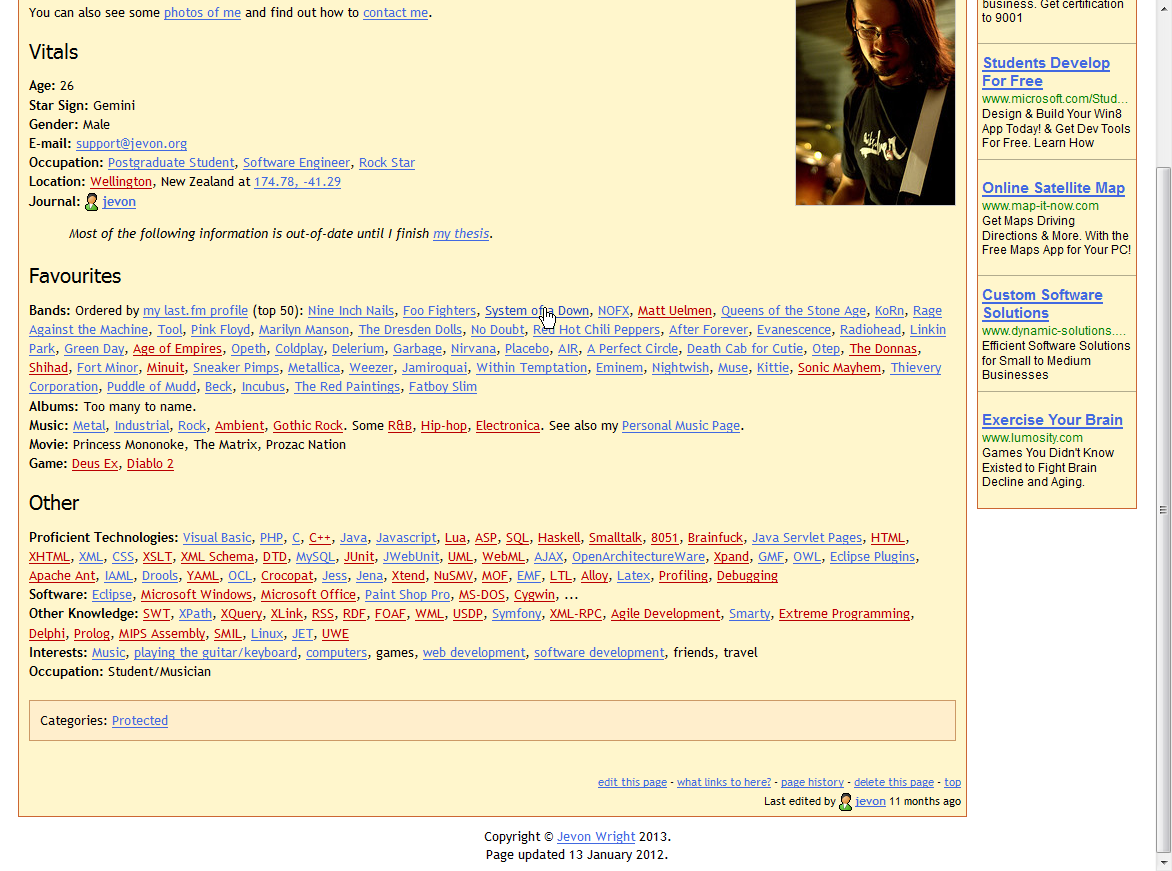 You can also see some photos of me and find out how to contact me.
Vitals
Age: 26
Star Sign: Gemini
Gender: Male
E-mail: support@jevon.org
Occupation: Postgraduate Student, Software Engineer, Rock Star
Location: Wellington, New Zealand at 174.78, -41.29
Journal: jevon
Most of the following information is out-of-date until I finish my thesis.
Favourites
Bands: Ordered by my last.fm profile (top 50): Nine Inch Nails, Foo Fighters, System of a Down, NOFX, Matt Uelmen, Queens of the Stone Age, KoRn, Rage
Against the Machine, Tool, Pink Floyd, Marilyn Manson, The Dresden Dolls, No Doubt, Red Hot Chili Peppers, After Forever, Evanescence, Radiohead, Linkin
Park, Green Day, Age of Empires, Opeth, Coldplay, Delerium, Garbage, Nirvana, Placebo, AIR, A Perfect Circle, Death Cab for Cutie, Otep, The Donnas,
Shihad, Fort Minor, Minuit, Sneaker Pimps, Metallica, Weezer, Jamiroquai, Within Temptation, Eminem, Nightwish, Muse, Kittie, Sonic Mayhem, Thievery
Corporation, Puddle of Mudd, Beck, Incubus, The Red Paintings, Fatboy Slim
Albums: Too many to name.
Music: Metal, Industrial, Rock, Ambient, Gothic Rock. Some R&B, Hip-hop, Electronica. See also my Personal Music Page.
Movie: Princess Mononoke, The Matrix, Prozac Nation
Game: Deus Ex, Diablo 2
Other
Proficient Technologies: Visual Basic, PHP, C, C++, Java, Javascript, Lua, ASP, SQL, Haskell, Smalltalk, 8051, Brainfuck, Java Servlet Pages, HTML,
XHTML, XML, CSS, XSLT, XML Schema, DTD, MySQL, JUnit, JWebUnit, UML, WebML, AJAX, OpenArchitectureWare, Xpand, GMF, OWL, Eclipse Plugins,
Apache Ant, IAML, Drools, YAML, OCL, Crocopat, Jess, Jena, Xtend, NuSMV, MOF, EMF, LTL, Alloy, Latex, Profiling, Debugging
Software: Eclipse, Microsoft Windows, Microsoft Office, Paint Shop Pro, MS-DOS, Cygwin, ...
Other Knowledge: SWT, XPath, XQuery, XLink, RSS, RDF, FOAF, WML, USDP, Symfony, XML-RPC, Agile Development, Smarty, Extreme Programming,
Delphi, Prolog, MIPS Assembly, SMIL, Linux, JET, UWE
Interests: Music, playing the guitar/keyboard, computers, games, web development, software development, friends, travel
Occupation: Student/Musician
Categories: Protected
edit this page - what links to here? - page history - delete this page - top
Last edited by jevon 11 months ago
Copyright © Jevon Wright 2013.
Page updated 13 January 2012.
business. Get certification
to 9001
Students Develop
For Free
www.microsoft.com/Stud...
Design & Build Your Win8
App Today! & Get Dev Tools
For Free. Learn How
Online Satellite Map
www.map-it-now.com
Get Maps Driving
Directions & More. With the
Free Maps App for Your PC!
Custom Software
Solutions
www.dynamic-solutions....
Efficient Software Solutions
for Small to Medium
Businesses
Exercise Your Brain
www.lumosity.com
Games You Didn't Know
Existed to Fight Brain
Decline and Aging.